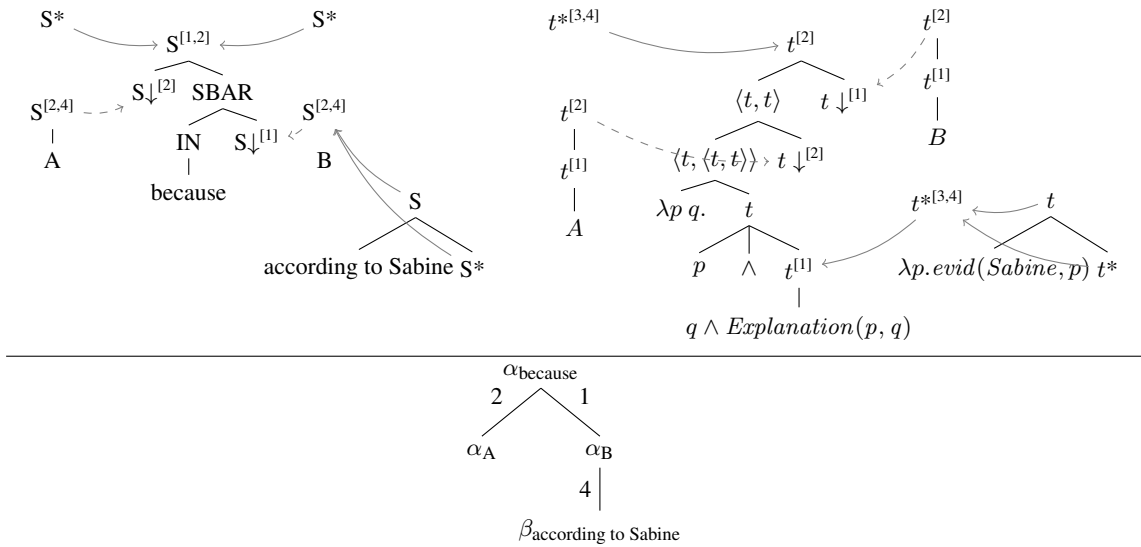 S* S* t*[3,4] t[2] t[2]
S[1,2]
S↓[2] SBAR ⟨t, t⟩ t ↓[1] t[1]
S[2,4] S[2,4] t[2]
IN S↓[1] B
A B t[1] ⟨t, ⟨t, t⟩⟩ t ↓[2]
because
S λp q. t t*[3,4] t
A
according to Sabine S* p ∧ t[1] λp.evid(Sabine, p) t*
q ∧ Explanation(p, q)
αbecause
2 1
αA αB
4
βaccording to Sabine